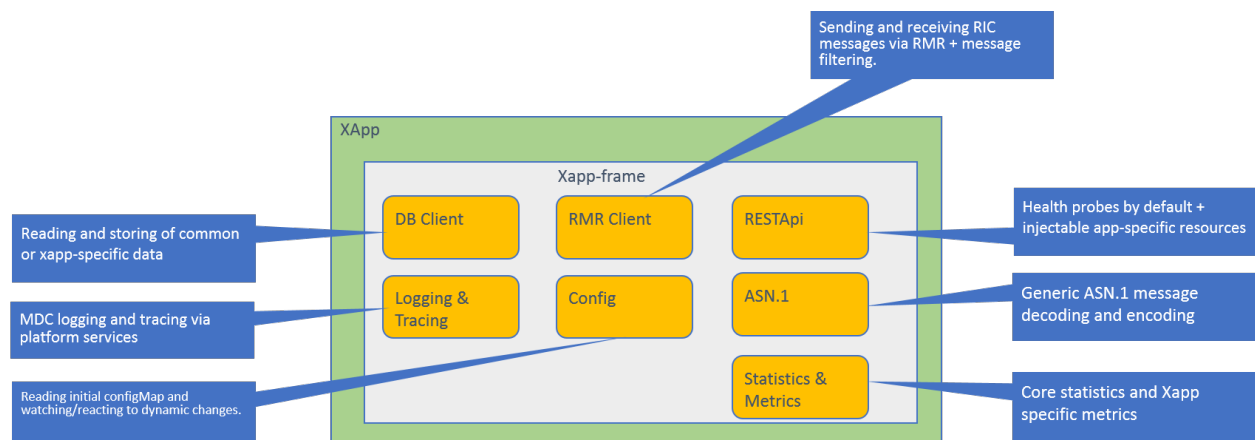 Sending and receiving RIC
messages via RMR + message
filtering.
XApp
Xapp-frame
DB Client
RMR Client
RESTApi
Reading and storing of common
or xapp-specific data
Health probes by default +
injectable app-specific resources
Logging &
Tracing
Config
ASN.1
MDC logging and tracing via
platform services
Generic ASN.1 message
decoding and encoding
Reading initial configMap and
watching/reacting to dynamic changes.
Statistics &
Metrics
Core statistics and Xapp
specific metrics